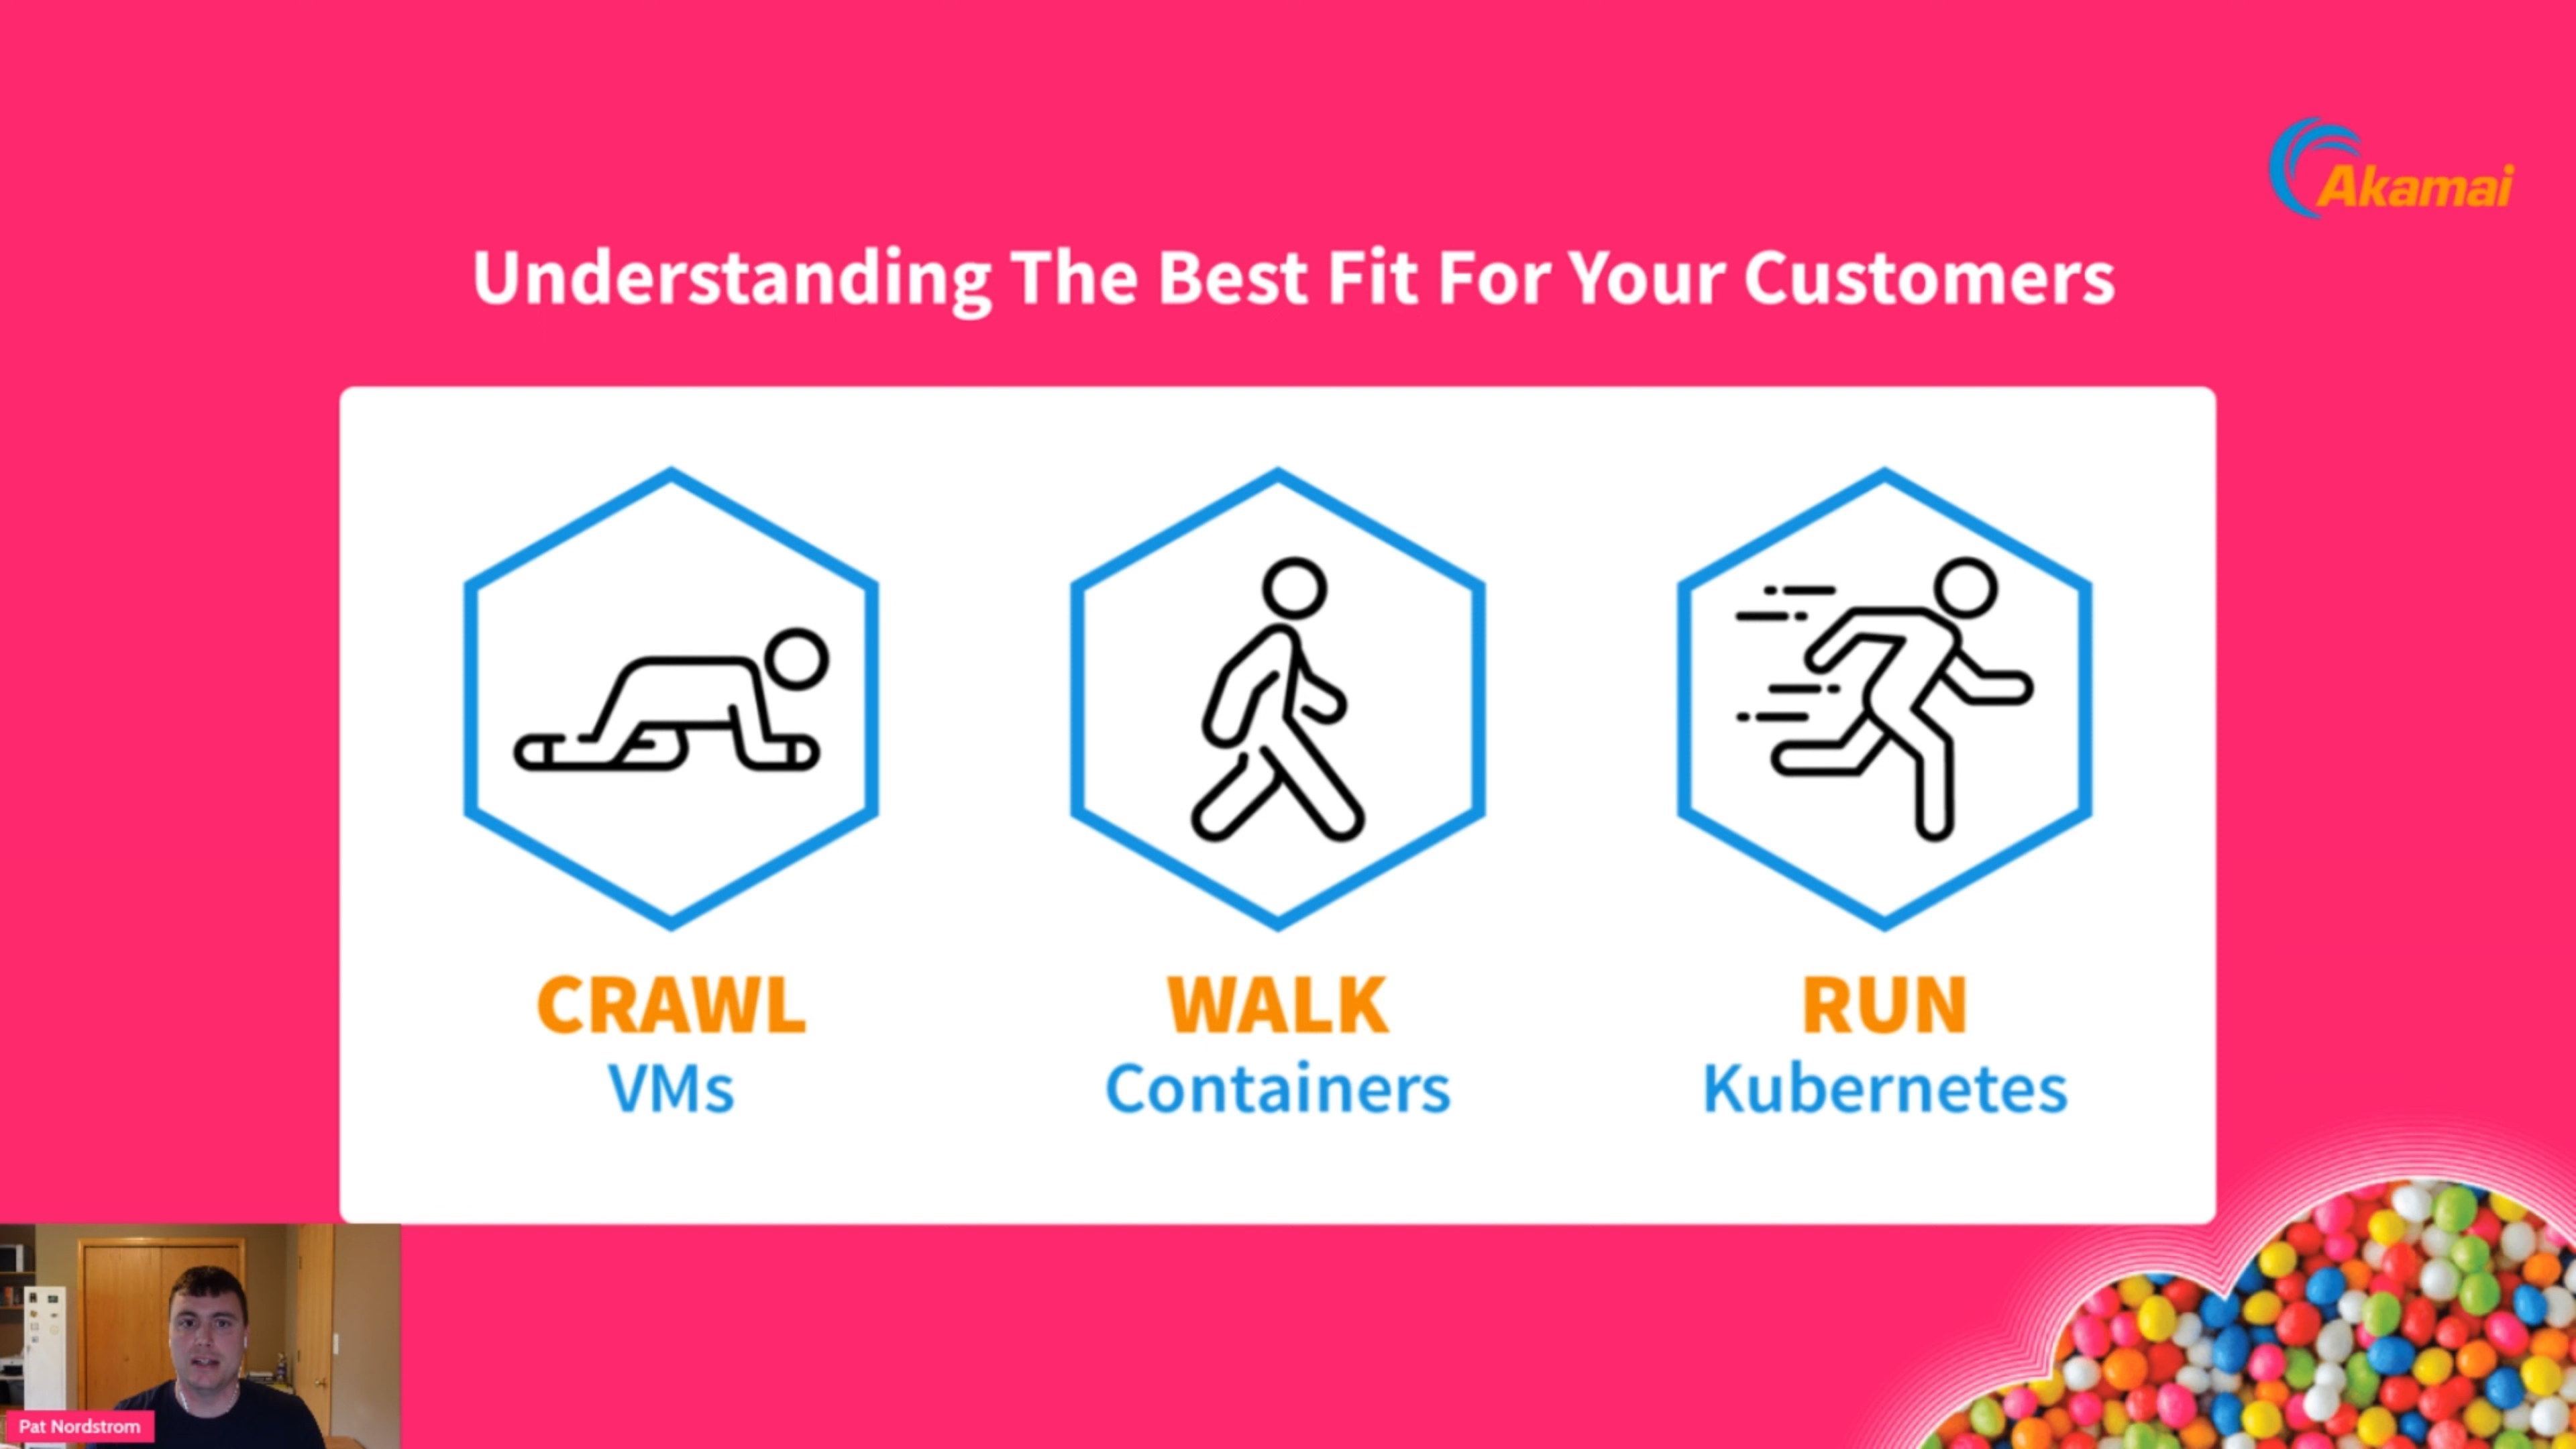 Akamai
Understanding The Best Fit For Your Customers
CRAWL
VMs
WALK
Containers
RUN
Kubernetes
Pat Nordstrom